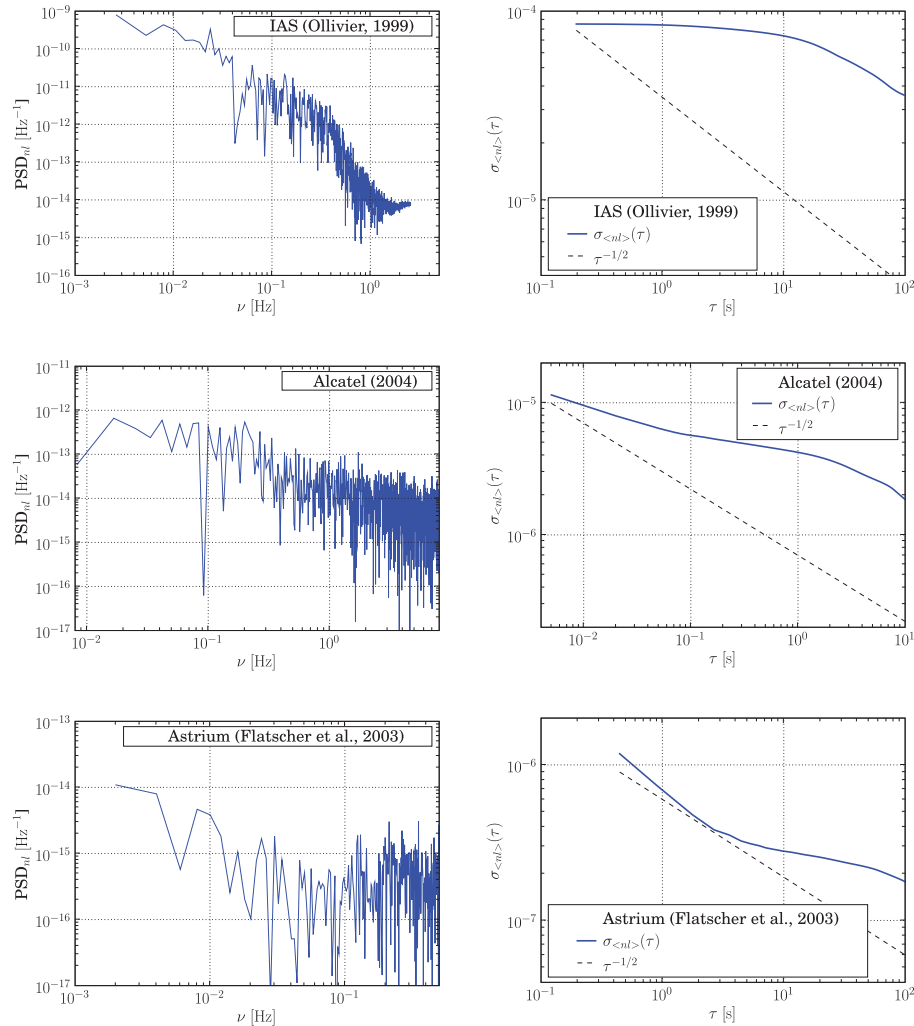 IAS (Ollivier, 1999)
PSD_{nl} [Hz^{-1}]
10^{-9}
10^{-10}
10^{-11}
10^{-12}
10^{-13}
10^{-14}
10^{-15}
10^{-16}
10^{-3} 10^{-2} 10^{-1} 10^{0}
ν [Hz]
σ_{<nl>}(τ)
10^{-4}
10^{-5}
IAS (Ollivier, 1999)
σ_{<nl>}(τ)
τ^{-1/2}
10^{-1} 10^{0} 10^{1} 10^{2}
τ [s]
Alcatel (2004)
PSD_{nl} [Hz^{-1}]
10^{-11}
10^{-12}
10^{-13}
10^{-14}
10^{-15}
10^{-16}
10^{-17}
10^{-2} 10^{-1} 10^{0}
ν [Hz]
Alcatel (2004)
σ_{<nl>}(τ)
τ^{-1/2}
σ_{<nl>}(τ)
10^{-5}
10^{-6}
10^{-2} 10^{-1} 10^{0} 10^{1}
τ [s]
Astrium (Flatscher et al., 2003)
PSD_{nl} [Hz^{-1}]
10^{-13}
10^{-14}
10^{-15}
10^{-16}
10^{-17}
10^{-2} 10^{-1}
ν [Hz]
σ_{<nl>}(τ)
10^{-6}
10^{-7}
Astrium (Flatscher et al., 2003)
σ_{<nl>}(τ)
τ^{-1/2}
10^{-1} 10^{0} 10^{1} 10^{2}
τ [s]